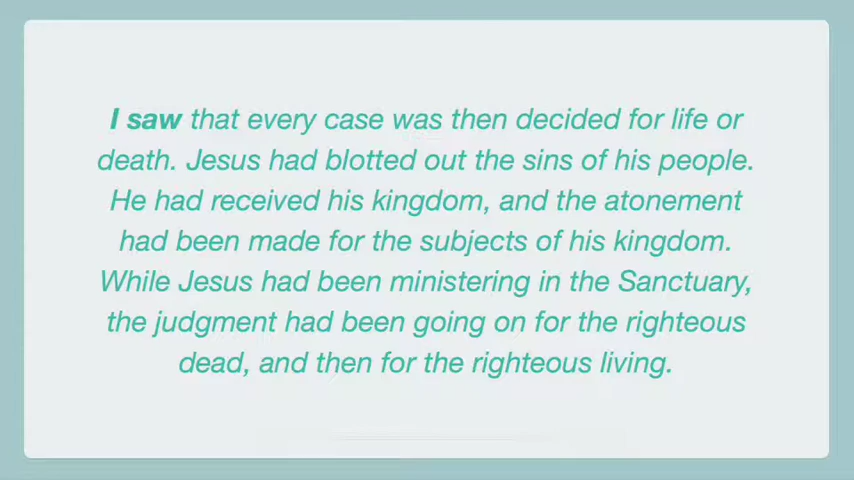 I saw that every case was then decided for life or
death. Jesus had blotted out the sins of his people.
He had received his kingdom, and the atonement
had been made for the subjects of his kingdom.
While Jesus had been ministering in the Sanctuary,
the judgment had been going on for the righteous
dead, and then for the righteous living.